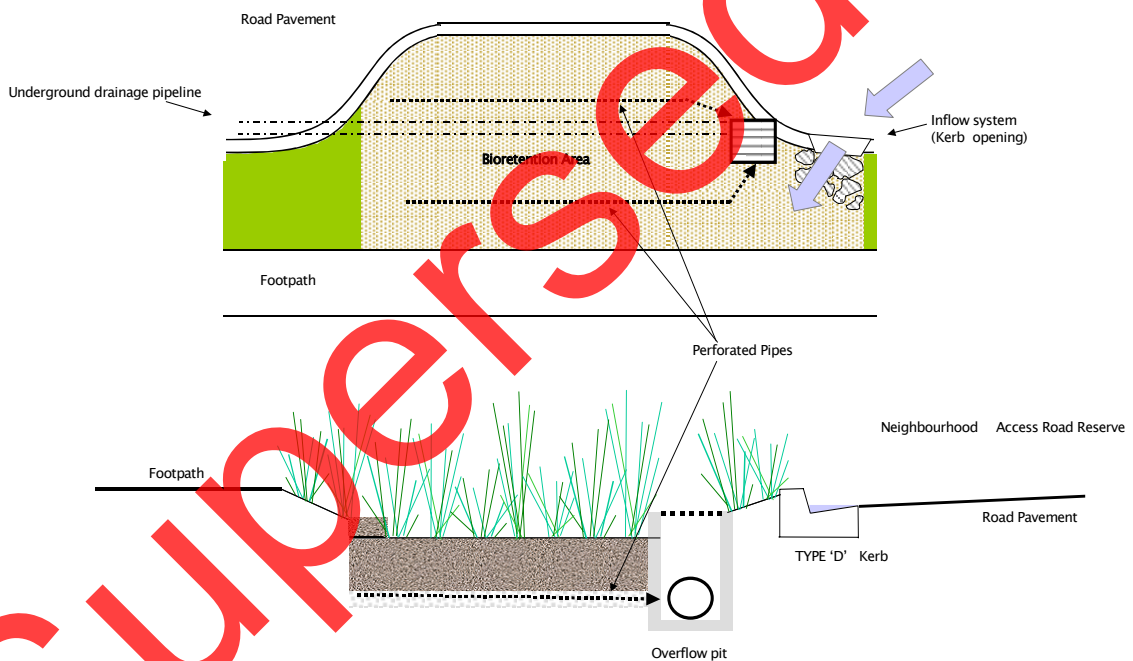 Road Pavement
Underground drainage pipeline
Inflow system
(Kerb opening)
Bioretention Area
Footpath
Perforated Pipes
Neighbourhood Access Road Reserve
Footpath
Road Pavement
TYPE ‘D’ Kerb
Overflow pit
Supersed